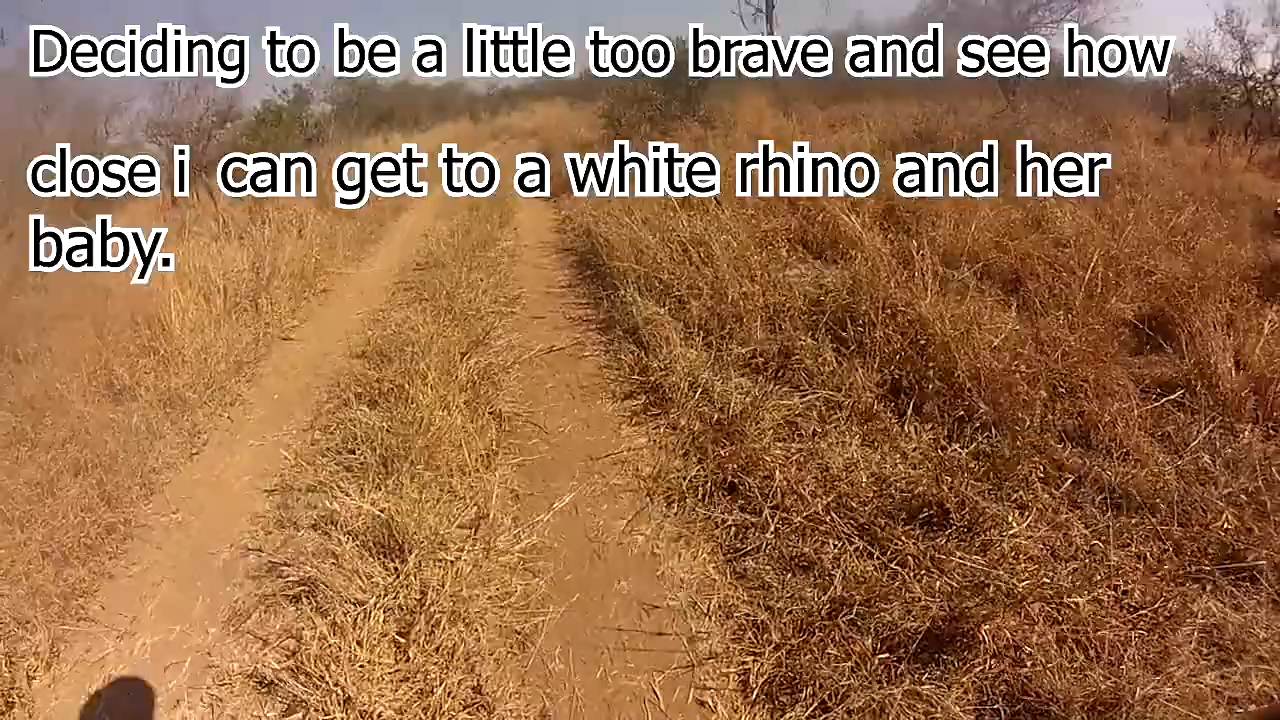 Deciding to be a little too brave and see how
close i can get to a white rhino and her
baby.